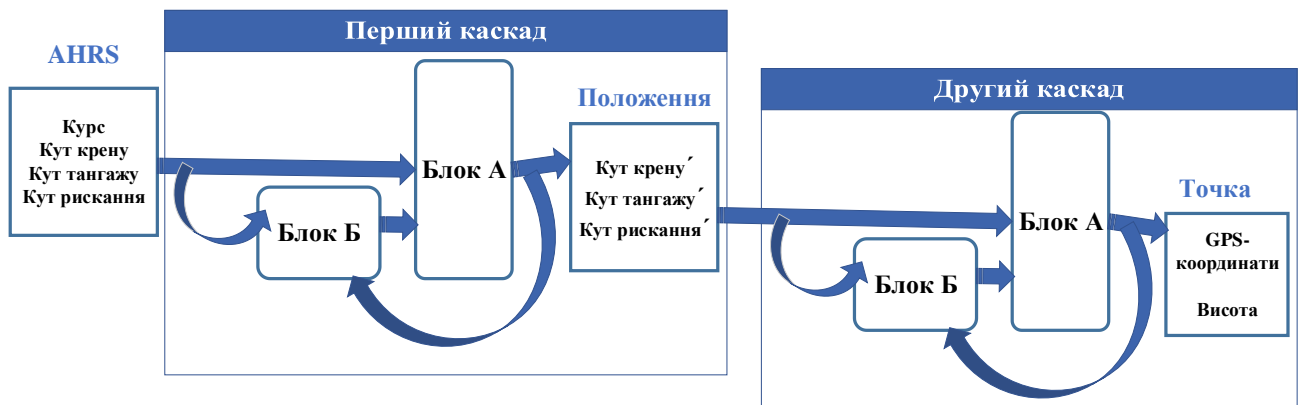 Перший каскад
AHRS
Курс
Кут крену
Кут тангажу
Кут рискання
Блок А
Блок Б
Положення
Кут крену´
Кут тангажу´
Кут рискання´
Другий каскад
Блок А
Блок Б
Точка
GPS-
координати
Висота